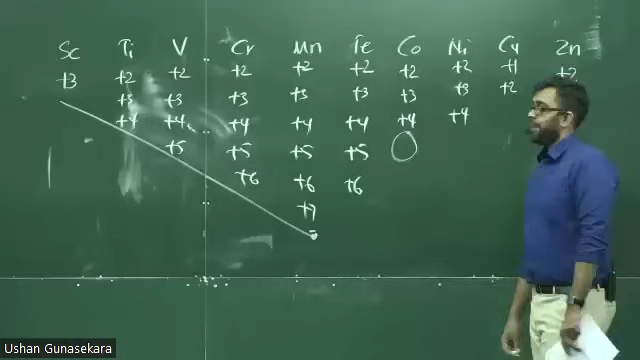 Sc Ti V Cr Mn Fe Co Ni Cu Zn
+3 +2 +2 +2 +2 +2 +2 +2 +1 +2
+3 +3 +3 +3 +3 +3 +3 +2
+4 +4 +4 +4 +4 +4 +4
+5 +5 +5 +5
+6 +6 +6
+7
Ushan Gunasekara